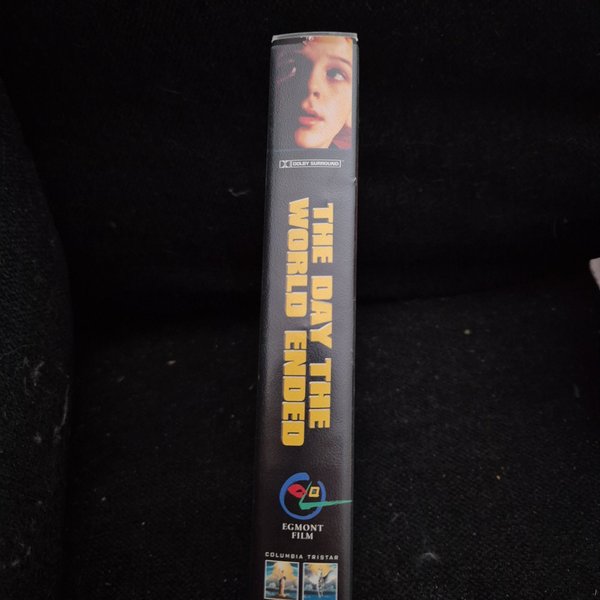 DOLBY SURROUND
THE DAY THE
WORLD ENDED
EGMONT
FILM
COLUMBIA TRISTAR